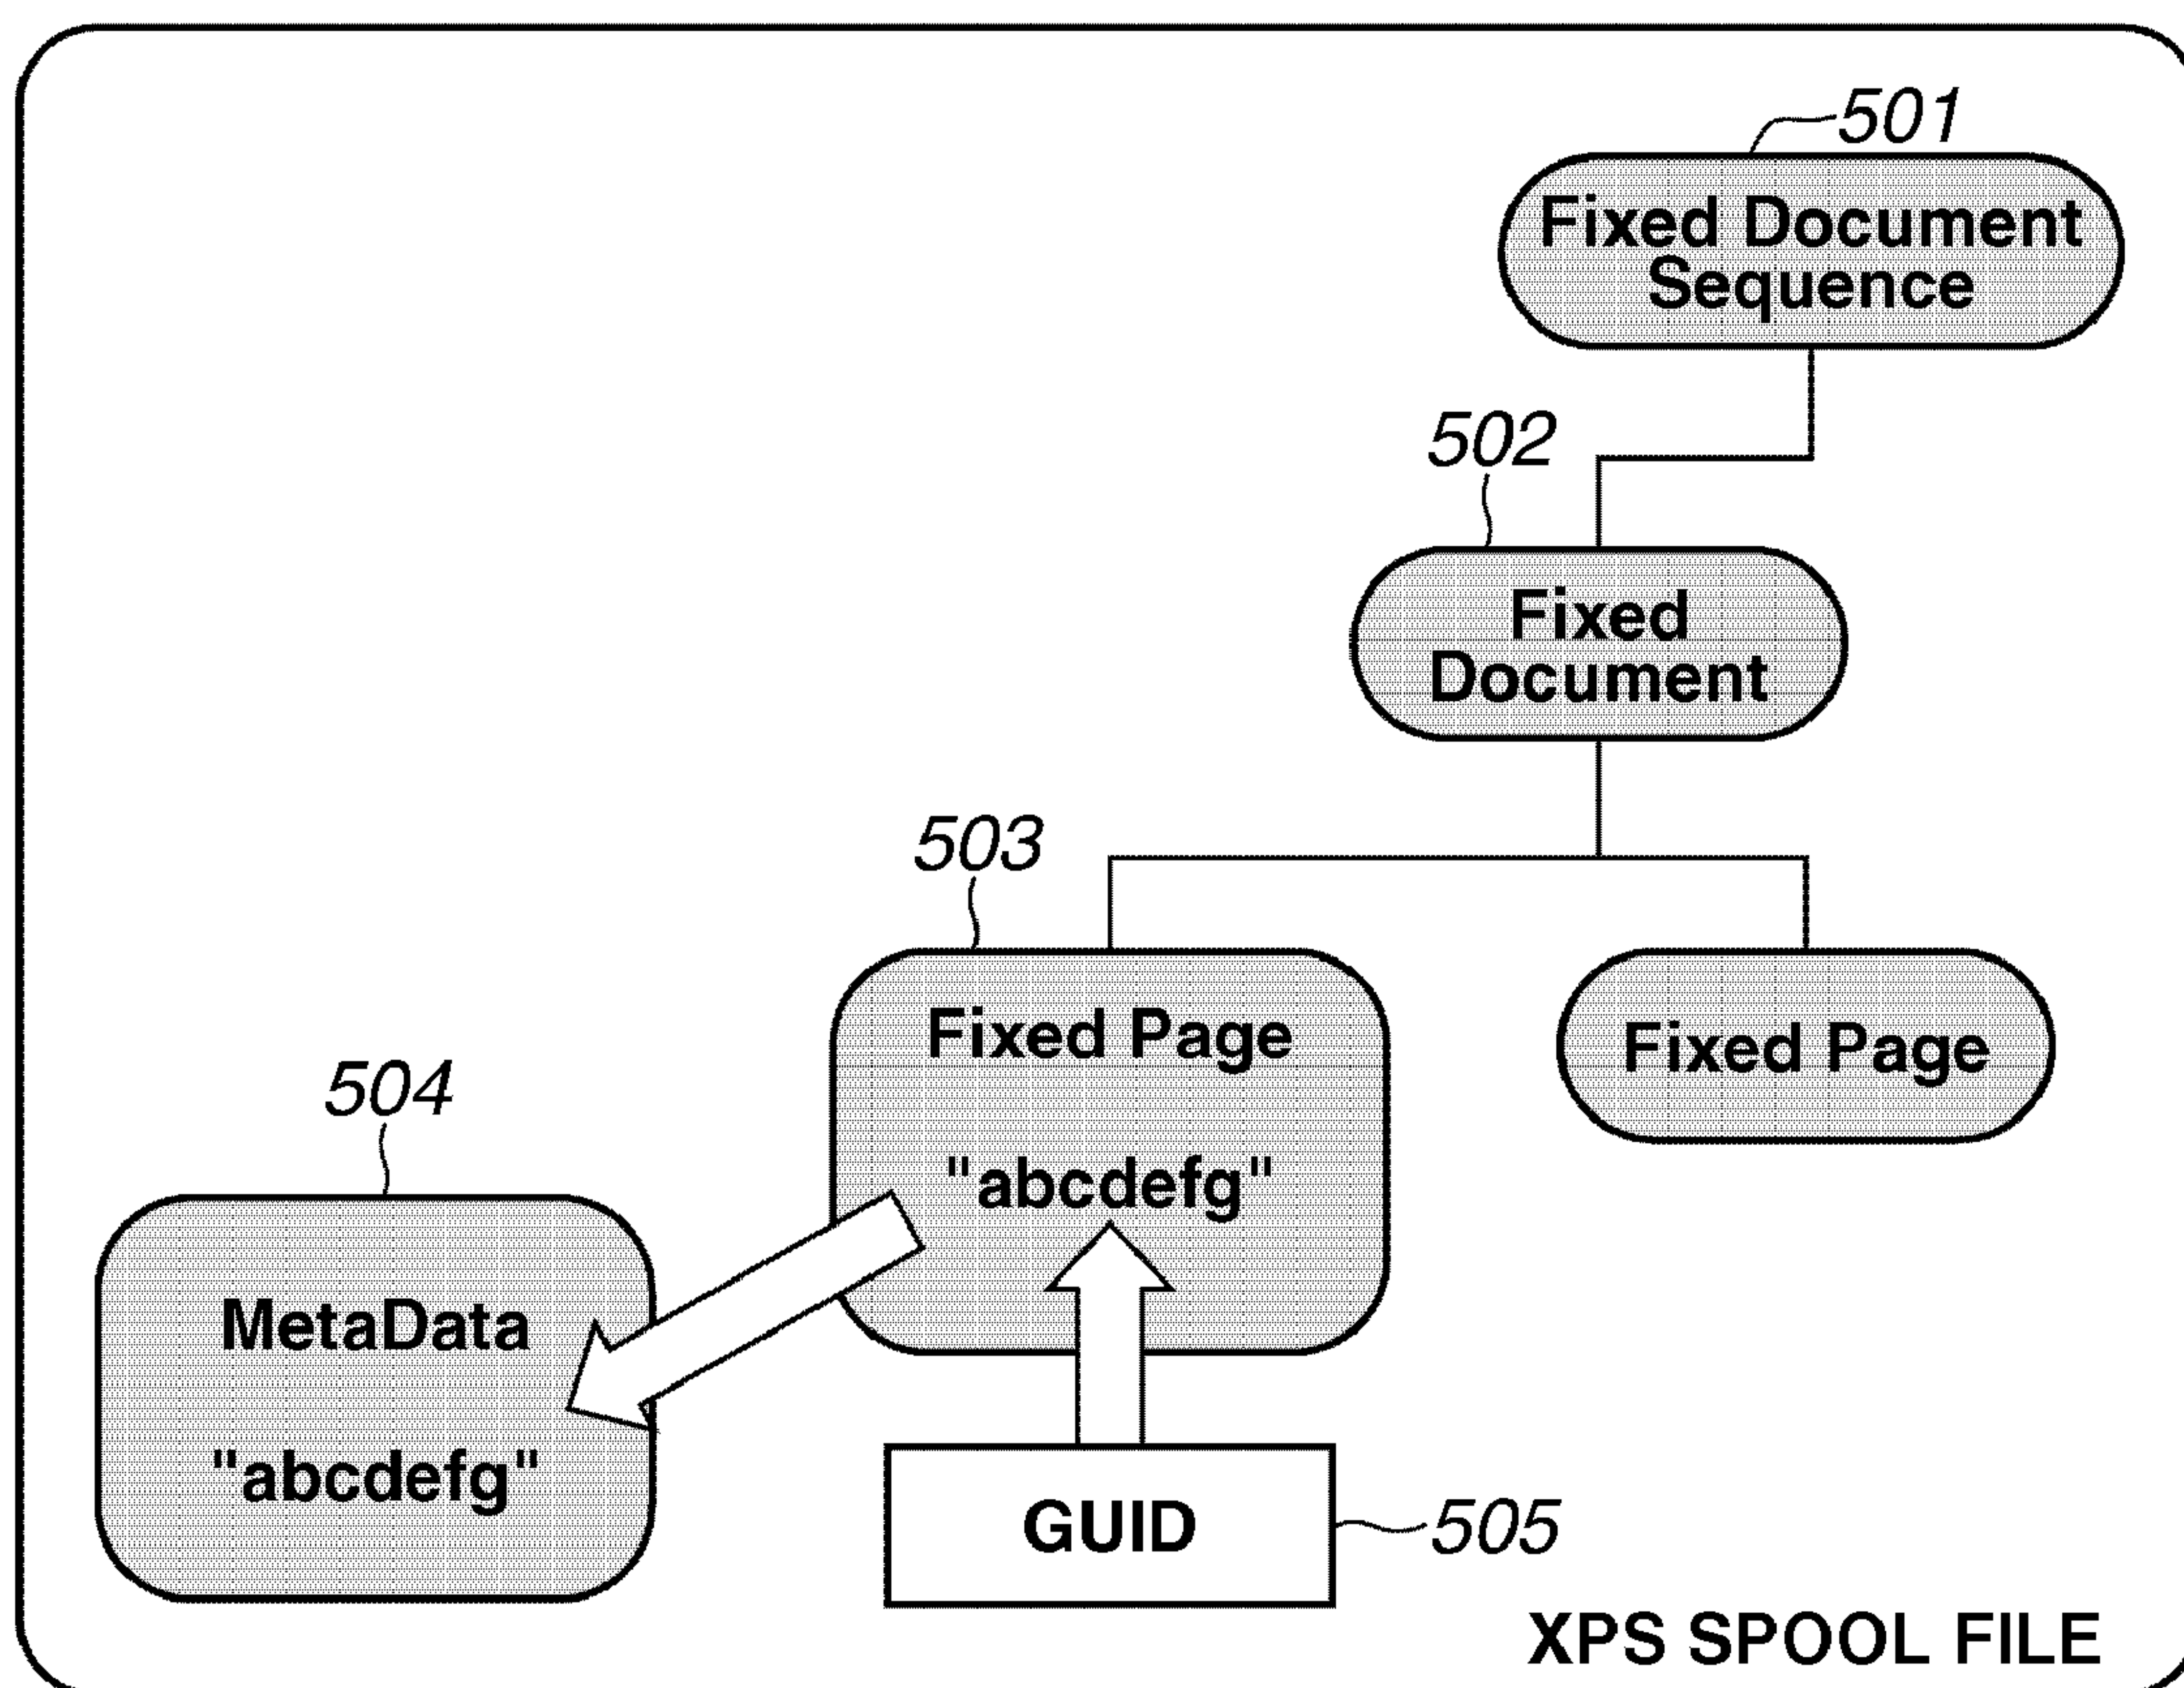 501
Fixed Document
Sequence
502
Fixed
Document
503
Fixed Page
"abcdefg"
Fixed Page
504
MetaData
"abcdefg"
GUID
505
XPS SPOOL FILE